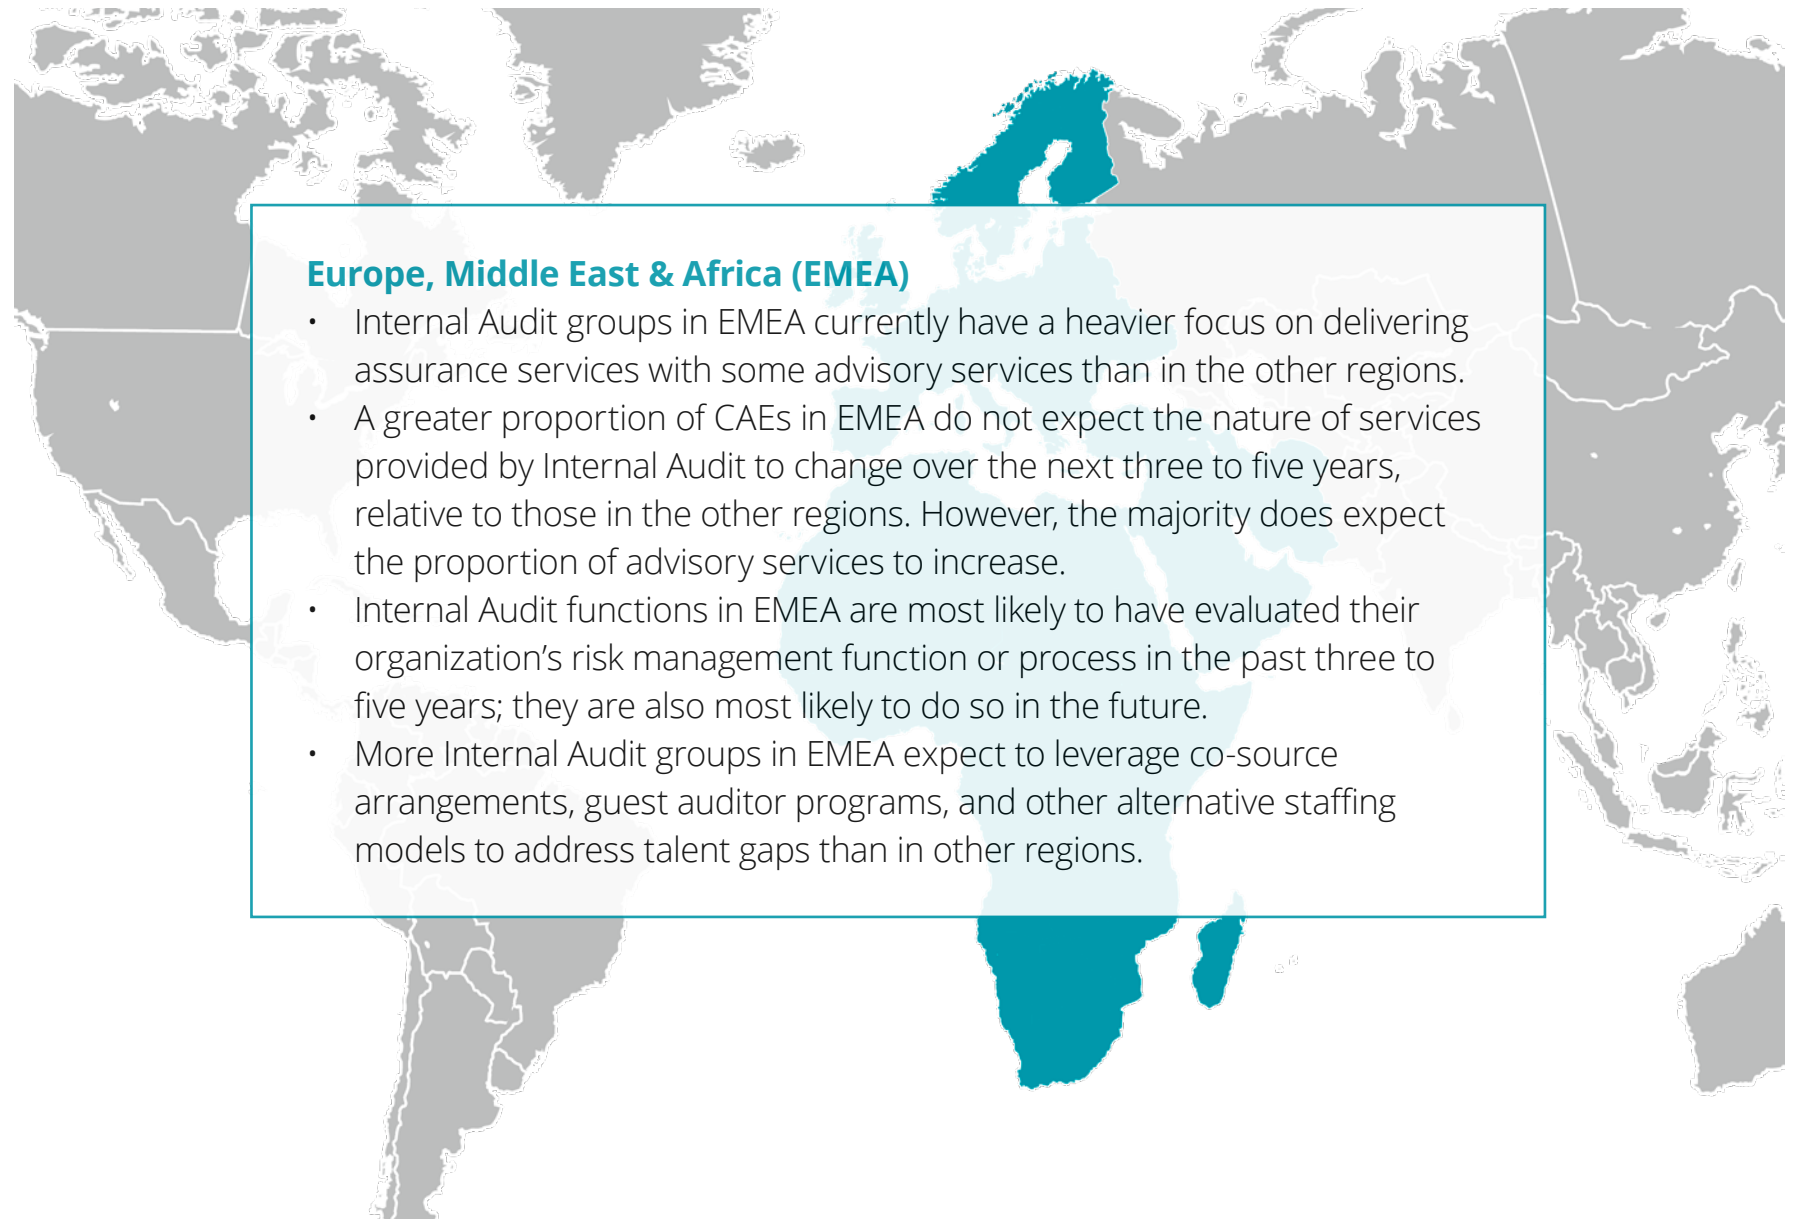 Europe, Middle East & Africa (EMEA)
• Internal Audit groups in EMEA currently have a heavier focus on delivering
assurance services with some advisory services than in the other regions.
• A greater proportion of CAEs in EMEA do not expect the nature of services
provided by Internal Audit to change over the next three to five years,
relative to those in the other regions. However, the majority does expect
the proportion of advisory services to increase.
• Internal Audit functions in EMEA are most likely to have evaluated their
organization’s risk management function or process in the past three to
five years; they are also most likely to do so in the future.
• More Internal Audit groups in EMEA expect to leverage co-source
arrangements, guest auditor programs, and other alternative staffing
models to address talent gaps than in other regions.